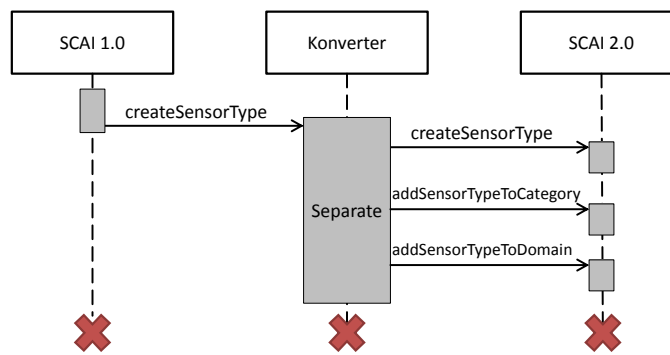 SCAI 1.0
Konverter
SCAI 2.0
createSensorType
createSensorType
Separate
addSensorTypeToCategory
addSensorTypeToDomain